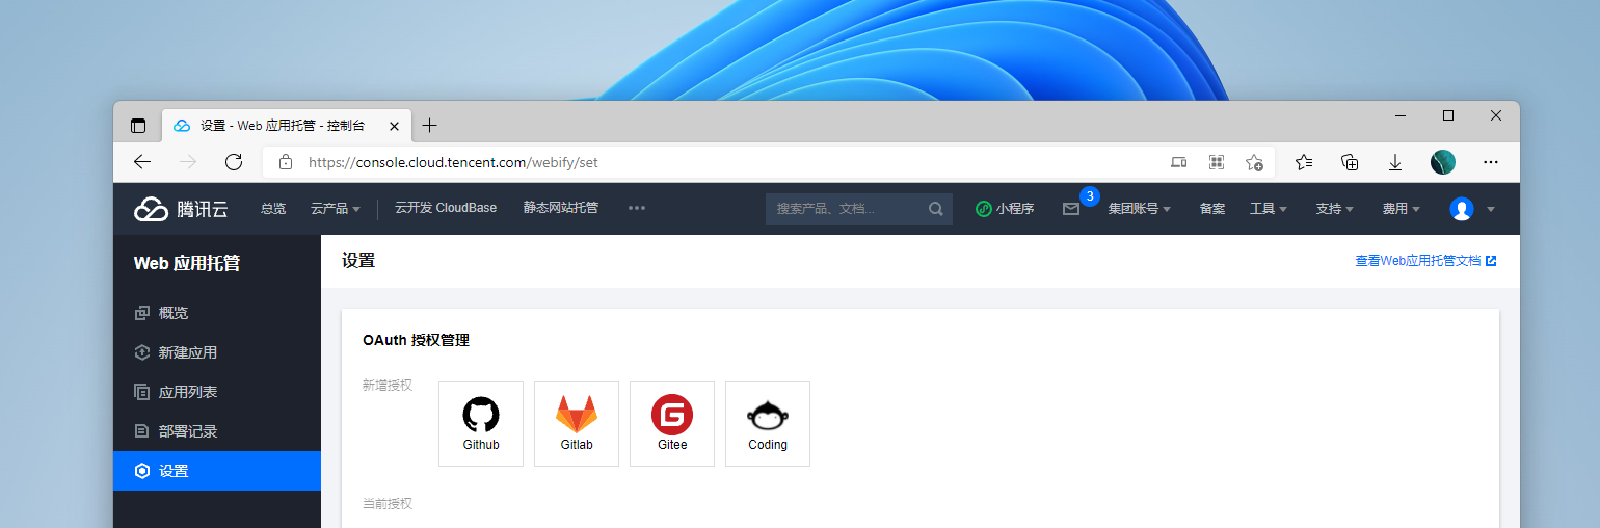 设置 - Web 应用托管 - 控制台
https://console.cloud.tencent.com/webify/set
腾讯云 总览 云产品 云开发 CloudBase 静态网站托管 ••• 搜索产品、文档... 小程序 3 集团账号 备案 工具 支持 费用
Web 应用托管
概览
新建应用
应用列表
部署记录
设置
设置
查看Web应用托管文档
OAuth 授权管理
新增授权
Github Gitlab Gitee Coding
当前授权